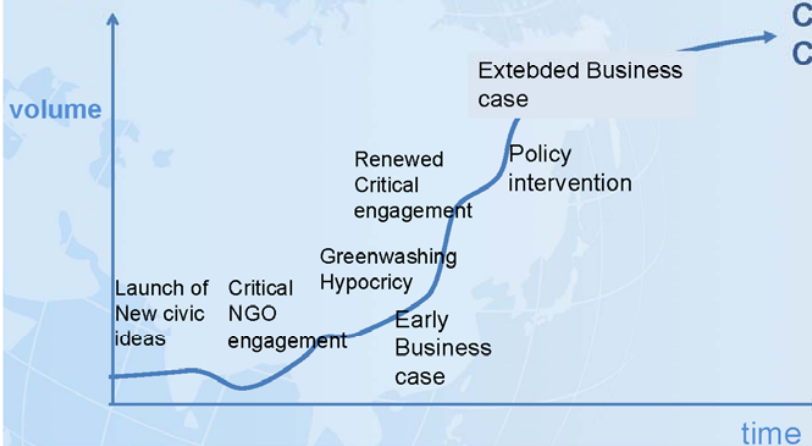 C
C
Extebded Business
case
volume
Renewed
Critical
engagement
Policy
intervention
Greenwashing
Hypocricy
Launch of
New civic
ideas
Critical
NGO
engagement
Early
Business
case
time